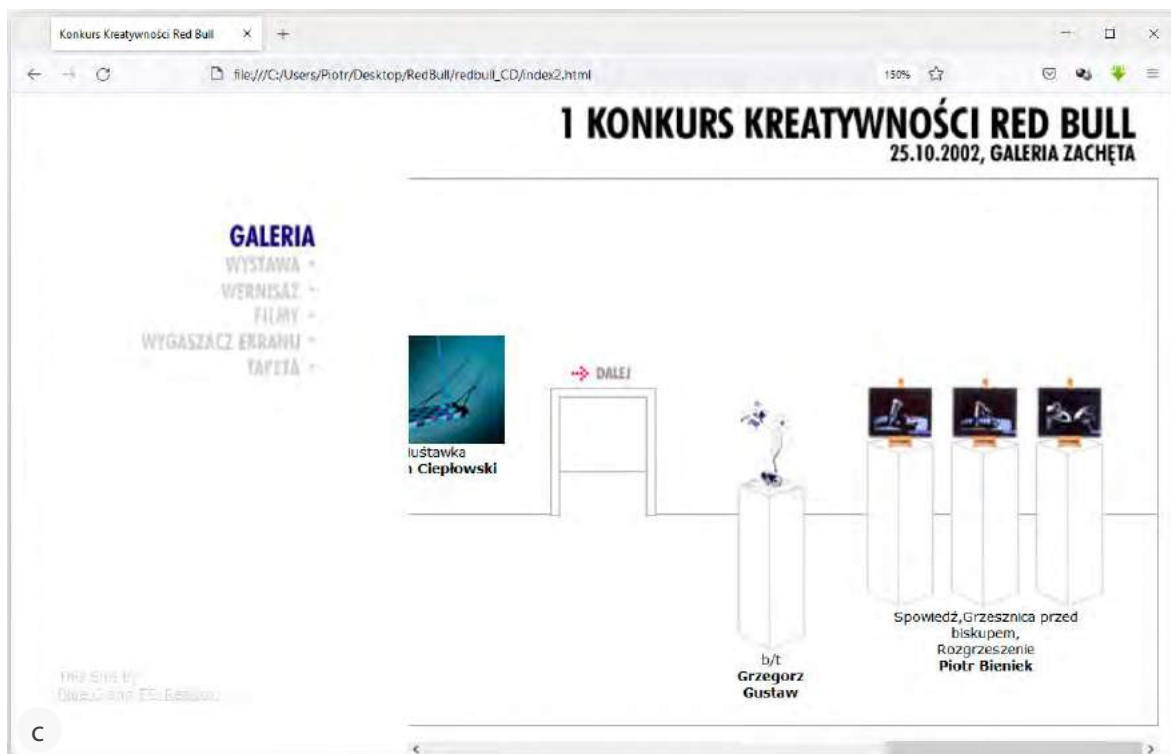 Konkurs Kreatywności Red Bull
file:///C:/Users/Piotr/Desktop/RedBull/redbull_CD/index2.html
150%
1 KONKURS KREATYWNOŚCI RED BULL
25.10.2002, GALERIA ZACHĘTA
GALERIA
WYSTAWA
WERNISAŻ
FILMY
WYGASZACZ EKRANU
TAPETA
DALEJ
luśtawka
Ciepłowski
Spowiedź,Grzesznica przed
biskupem,
Rozgrzeszenie
Piotr Bieniek
b/t
Grzegorz
Gustaw
C